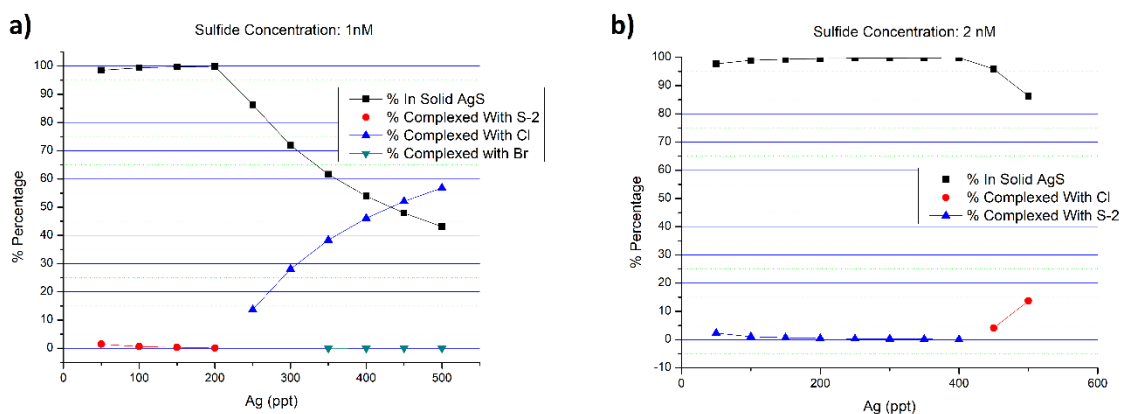 a)
Sulfide Concentration: 1nM
100
90
80
70
60
50
40
30
20
10
0
% Percentage
% In Solid AgS
% Complexed With S-2
% Complexed With Cl
% Complexed with Br
0 100 200 300 400 500
Ag (ppt)
b)
Sulfide Concentration: 2 nM
100
90
80
70
60
50
40
30
20
10
0
-10
% Percentage
% In Solid AgS
% Complexed With Cl
% Complexed With S-2
0 200 400 600
Ag (ppt)